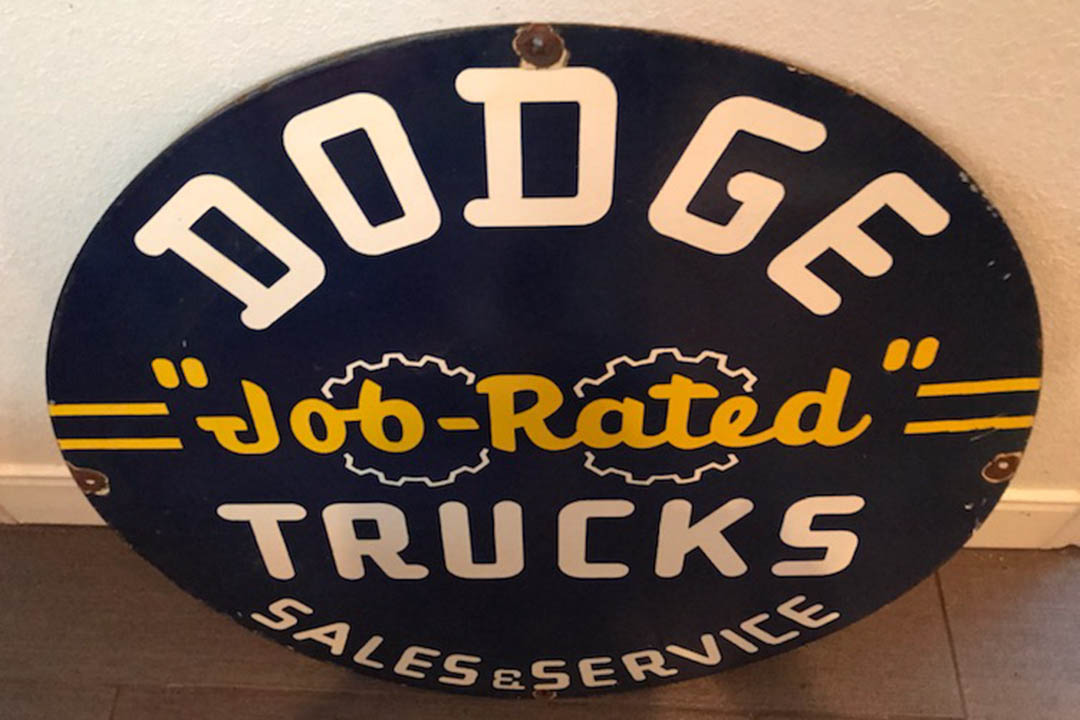 DODGE
"Job-Rated"
TRUCKS
SALES & SERVICE